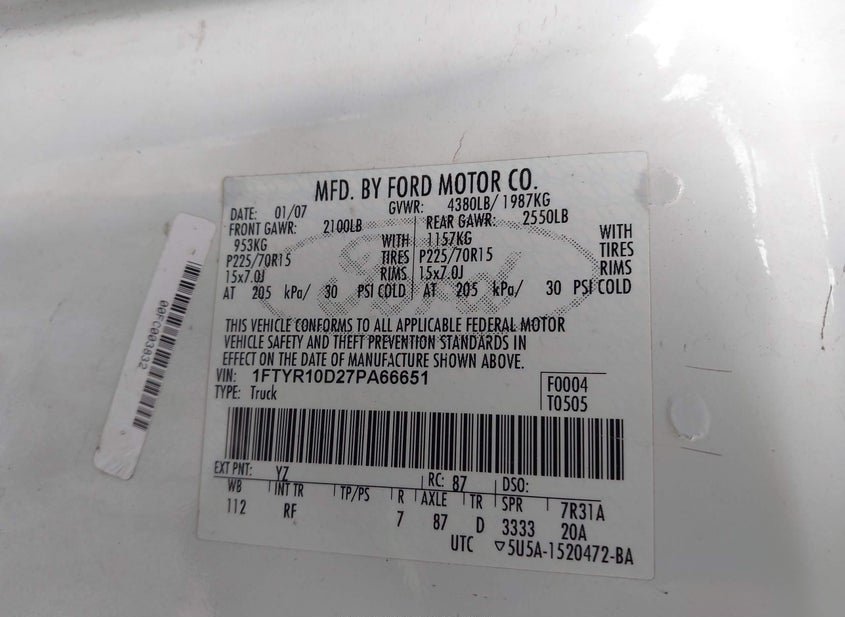 MFD. BY FORD MOTOR CO.
DATE: 01/07 GVWR: 4380LB/ 1987KG
FRONT GAWR: 2100LB REAR GAWR: 2550LB
953KG WITH 1157KG WITH
P225/70R15 TIRES P225/70R15 TIRES
15x7.0J RIMS 15x7.0J RIMS
AT 205 kPa/ 30 PSI COLD AT 205 kPa/ 30 PSI COLD
Ford
THIS VEHICLE CONFORMS TO ALL APPLICABLE FEDERAL MOTOR
VEHICLE SAFETY AND THEFT PREVENTION STANDARDS IN
EFFECT ON THE DATE OF MANUFACTURE SHOWN ABOVE.
VIN: 1FTYR10D27PA66651 F0004
TYPE: Truck T0505
EXT PNT: YZ RC: 87 DSO:
WB INT TR TP/PS R AXLE TR SPR 7R31A
112 RF 7 87 D 3333 20A
UTC ▽5U5A-1520472-BA
00FC003832